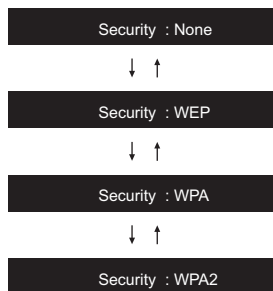 Security : None
↓ ↑
Security : WEP
↓ ↑
Security : WPA
↓ ↑
Security : WPA2